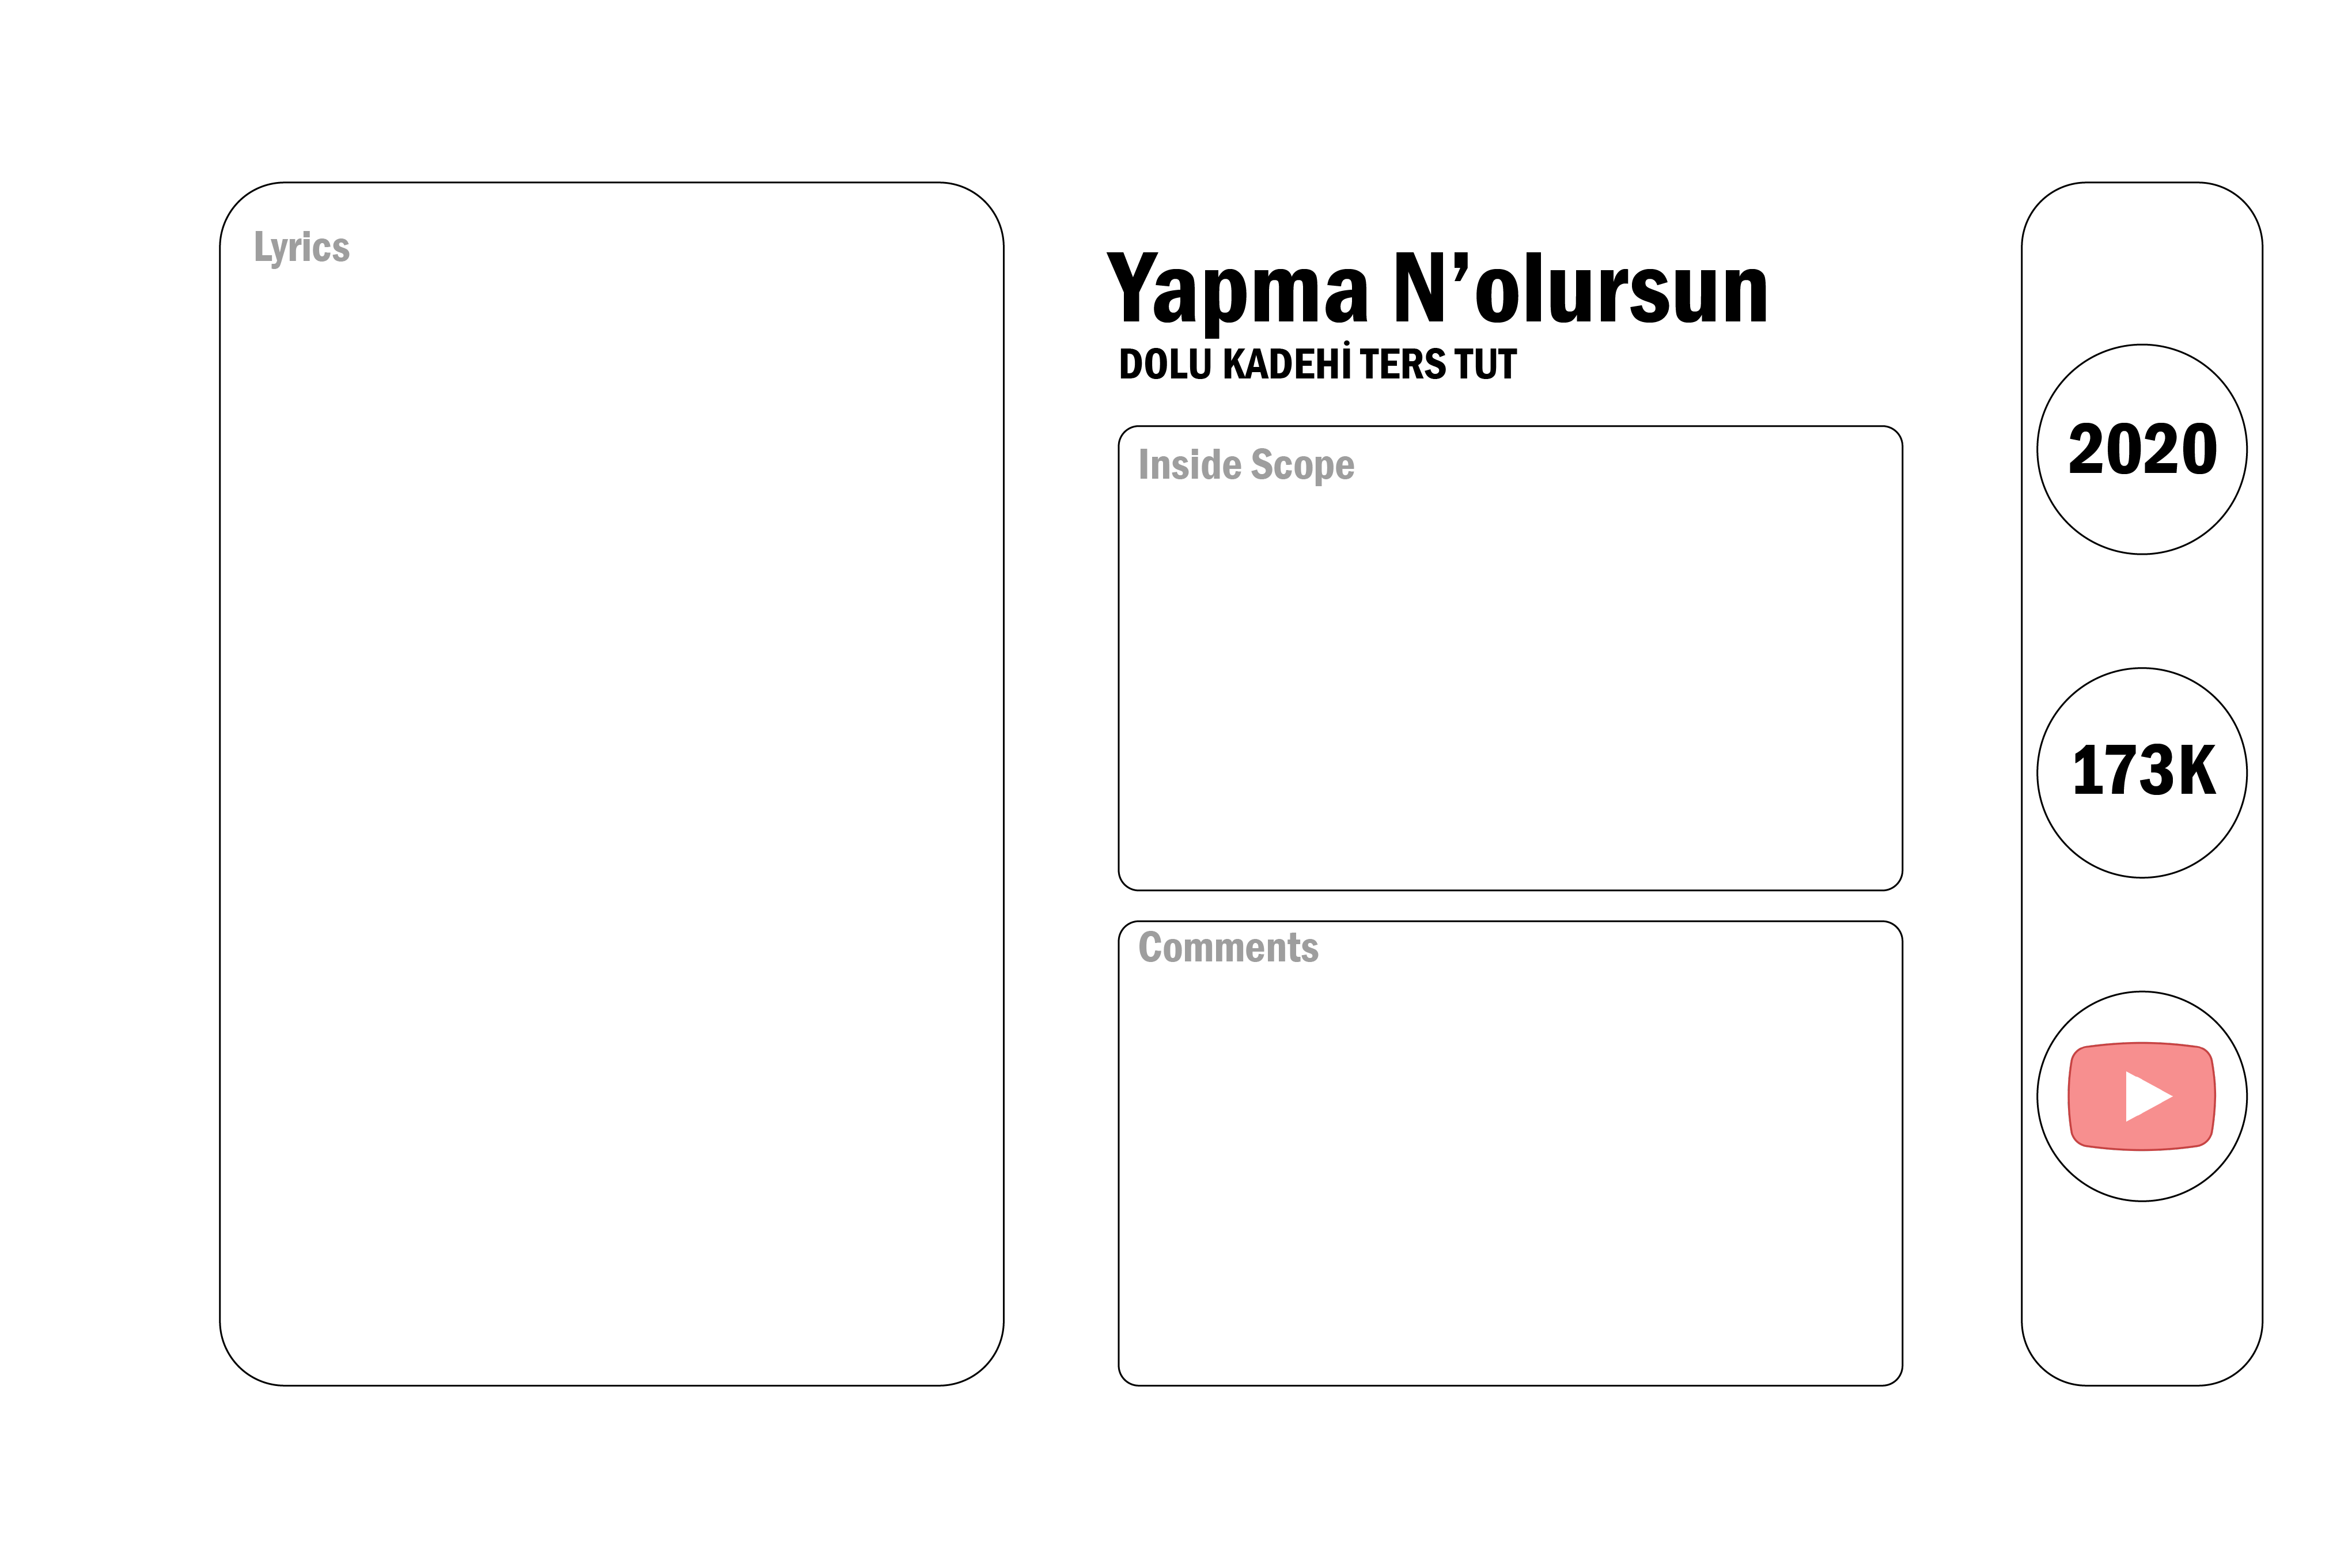 Lyrics
Yapma N’olursun
DOLU KADEHİ TERS TUT
Inside Scope
Comments
2020
173K